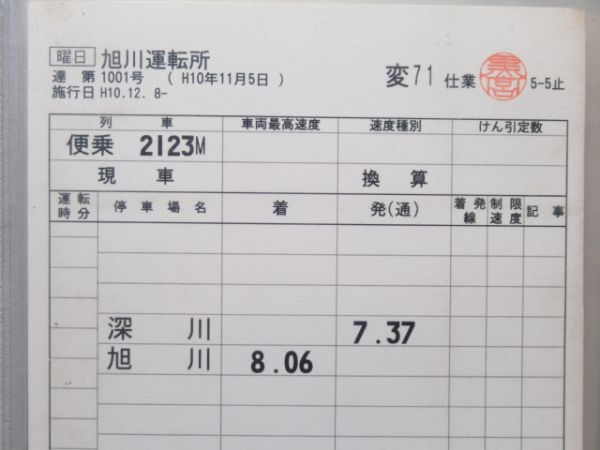 曜日 旭川運転所
達 第1001号 ( H10年11月5日 )
施行日 H10.12. 8-
変71 仕業 5-5止
列車 車両最高速度 速度種別 けん引定数
便乗 2123M
現車 換算
運転時分 停車場名 着 発(通) 着発線 制限速度 記事
深川 7.37
旭川 8.06